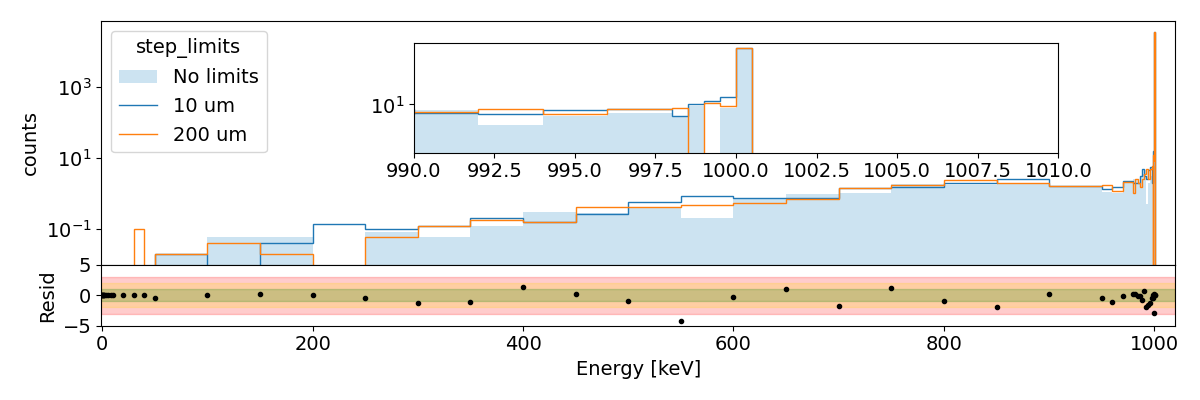 step_limits
No limits
10 um
200 um
counts
10³
10¹
10⁻¹
10¹
990.0 992.5 995.0 997.5 1000.0 1002.5 1005.0 1007.5 1010.0
Resid
5
0
−5
0 200 400 600 800 1000
Energy [keV]